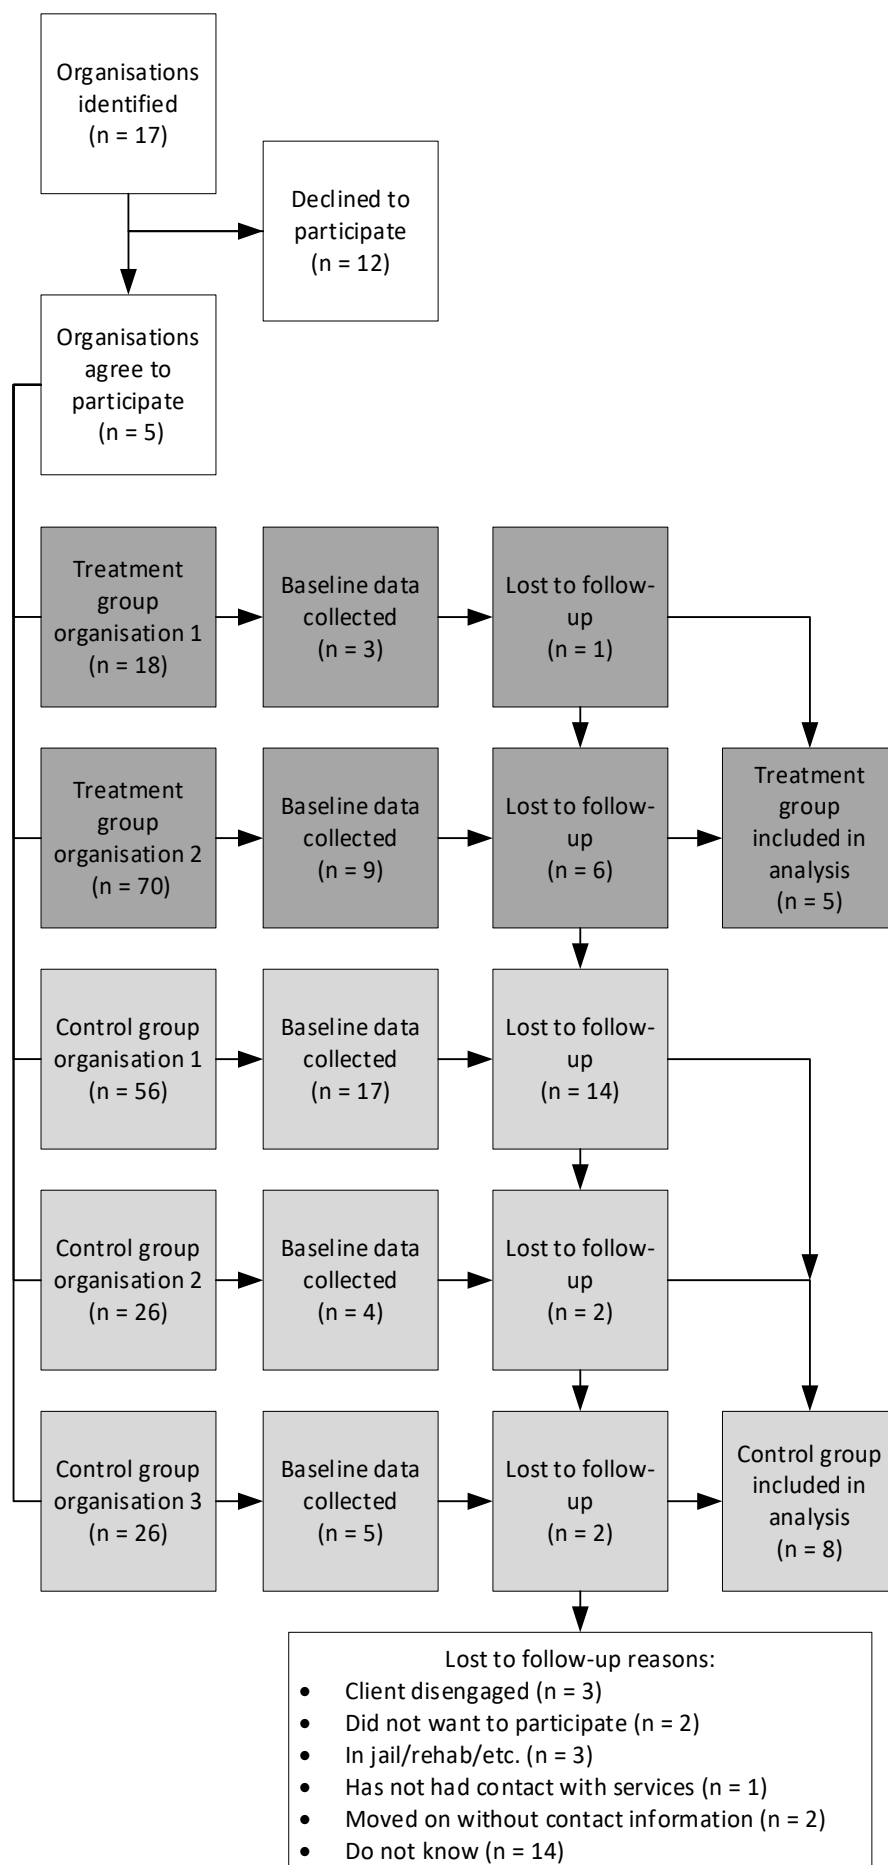 Organisations
identified
(n = 17)
Declined to
participate
(n = 12)
Organisations
agree to
participate
(n = 5)
Treatment
group
organisation 1
(n = 18)
Baseline data
collected
(n = 3)
Lost to follow-
up
(n = 1)
Treatment
group
organisation 2
(n = 70)
Baseline data
collected
(n = 9)
Lost to follow-
up
(n = 6)
Treatment
group
included in
analysis
(n = 5)
Control group
organisation 1
(n = 56)
Baseline data
collected
(n = 17)
Lost to follow-
up
(n = 14)
Control group
organisation 2
(n = 26)
Baseline data
collected
(n = 4)
Lost to follow-
up
(n = 2)
Control group
organisation 3
(n = 26)
Baseline data
collected
(n = 5)
Lost to follow-
up
(n = 2)
Control group
included in
analysis
(n = 8)
Lost to follow-up reasons:
• Client disengaged (n = 3)
• Did not want to participate (n = 2)
• In jail/rehab/etc. (n = 3)
• Has not had contact with services (n = 1)
• Moved on without contact information (n = 2)
• Do not know (n = 14)